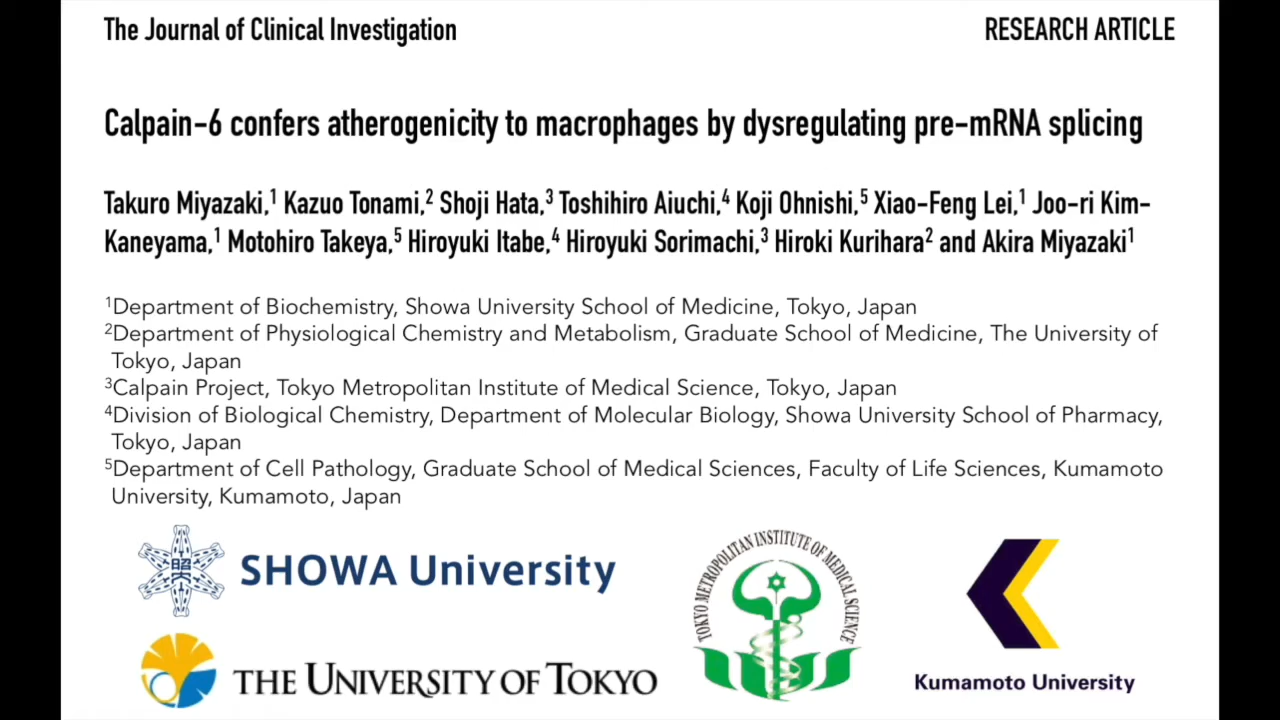 The Journal of Clinical Investigation RESEARCH ARTICLE
Calpain-6 confers atherogenicity to macrophages by dysregulating pre-mRNA splicing
Takuro Miyazaki,¹ Kazuo Tonami,² Shoji Hata,³ Toshihiro Aiuchi,⁴ Koji Ohnishi,⁵ Xiao-Feng Lei,¹ Joo-ri Kim-
Kaneyama,¹ Motohiro Takeya,⁵ Hiroyuki Itabe,⁴ Hiroyuki Sorimachi,³ Hiroki Kurihara² and Akira Miyazaki¹
¹Department of Biochemistry, Showa University School of Medicine, Tokyo, Japan
²Department of Physiological Chemistry and Metabolism, Graduate School of Medicine, The University of
Tokyo, Japan
³Calpain Project, Tokyo Metropolitan Institute of Medical Science, Tokyo, Japan
⁴Division of Biological Chemistry, Department of Molecular Biology, Showa University School of Pharmacy,
Tokyo, Japan
⁵Department of Cell Pathology, Graduate School of Medical Sciences, Faculty of Life Sciences, Kumamoto
University, Kumamoto, Japan
昭大
SHOWA University
THE UNIVERSITY OF TOKYO
TOKYO METROPOLITAN INSTITUTE OF MEDICAL SCIENCE
Kumamoto University